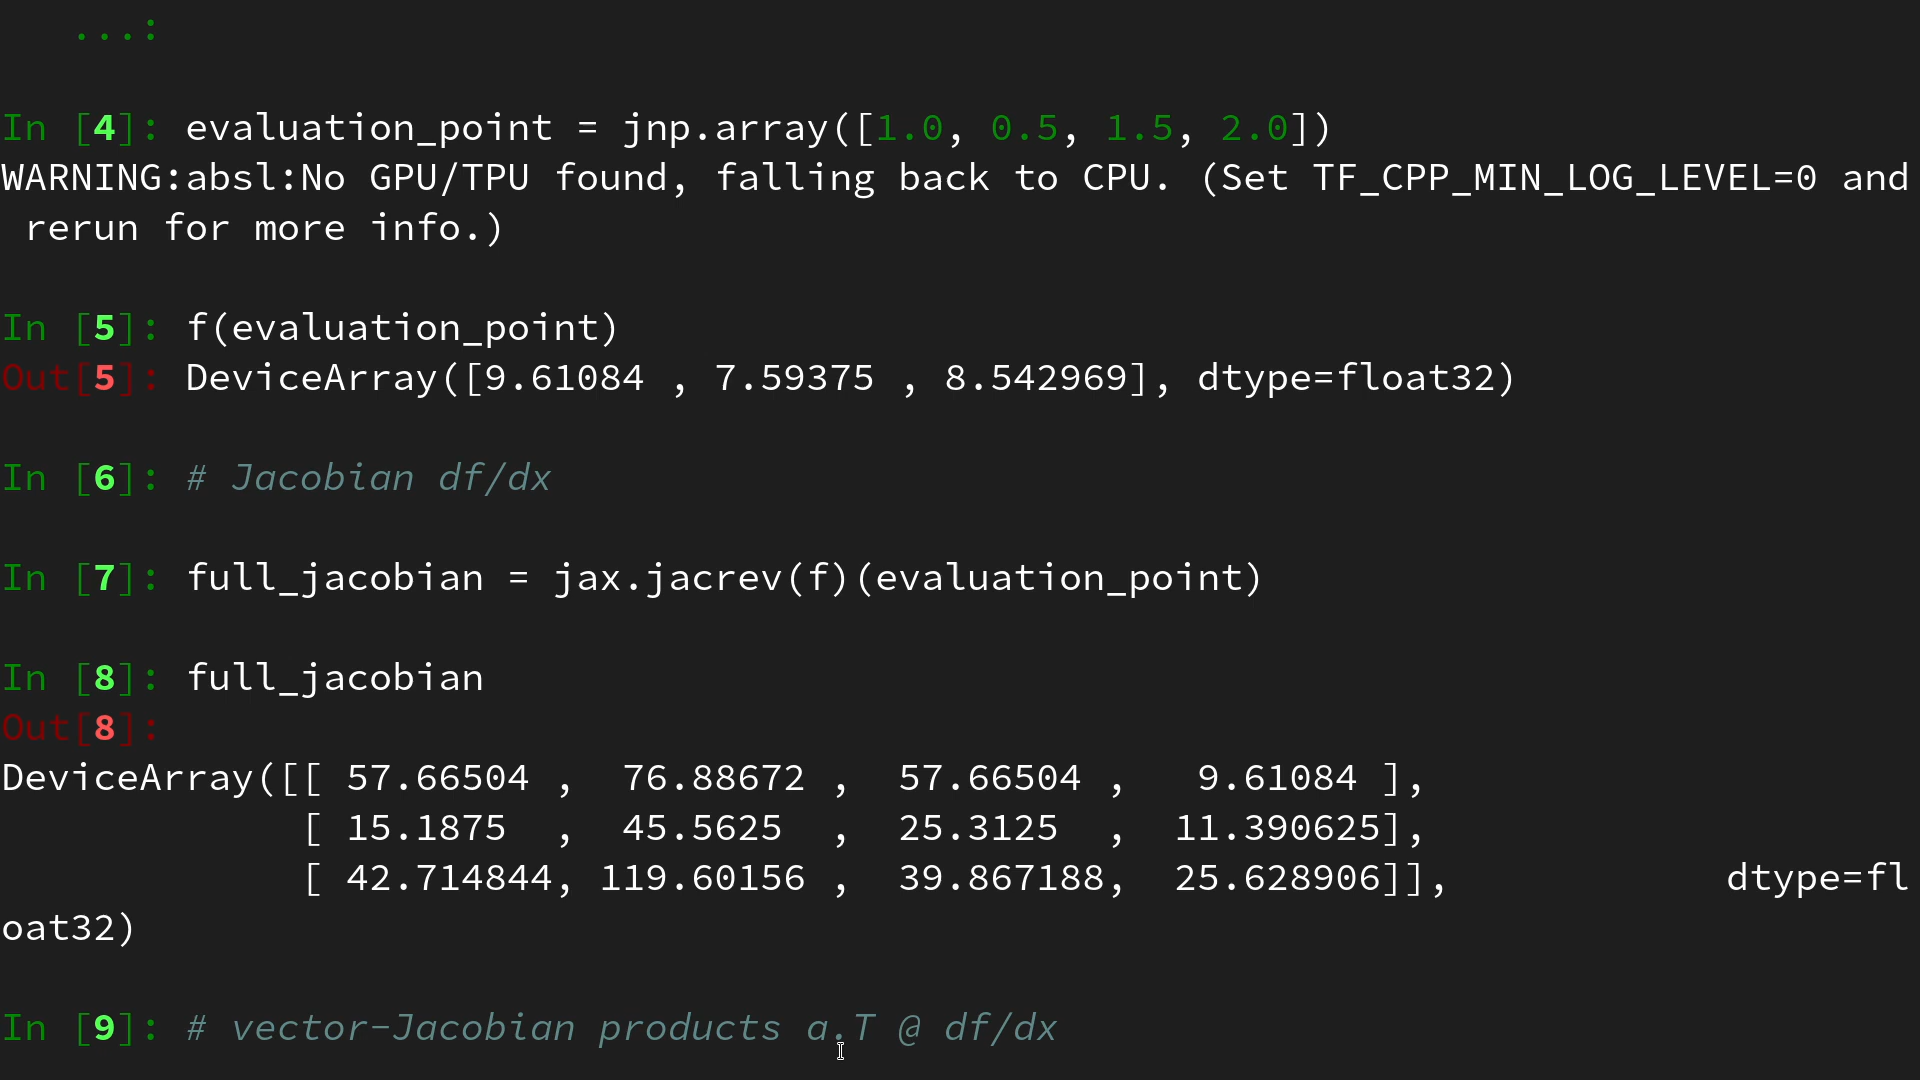 ...:
In [4]: evaluation_point = jnp.array([1.0, 0.5, 1.5, 2.0])
WARNING:absl:No GPU/TPU found, falling back to CPU. (Set TF_CPP_MIN_LOG_LEVEL=0 and
rerun for more info.)
In [5]: f(evaluation_point)
Out[5]: DeviceArray([9.61084 , 7.59375 , 8.542969], dtype=float32)
In [6]: # Jacobian df/dx
In [7]: full_jacobian = jax.jacrev(f)(evaluation_point)
In [8]: full_jacobian
Out[8]:
DeviceArray([[ 57.66504 ,  76.88672 ,  57.66504 ,   9.61084 ],
[ 15.1875  ,  45.5625  ,  25.3125  ,  11.390625],
[ 42.714844, 119.60156 ,  39.867188,  25.628906]],            dtype=fl
oat32)
In [9]: # vector-Jacobian products a.T @ df/dx